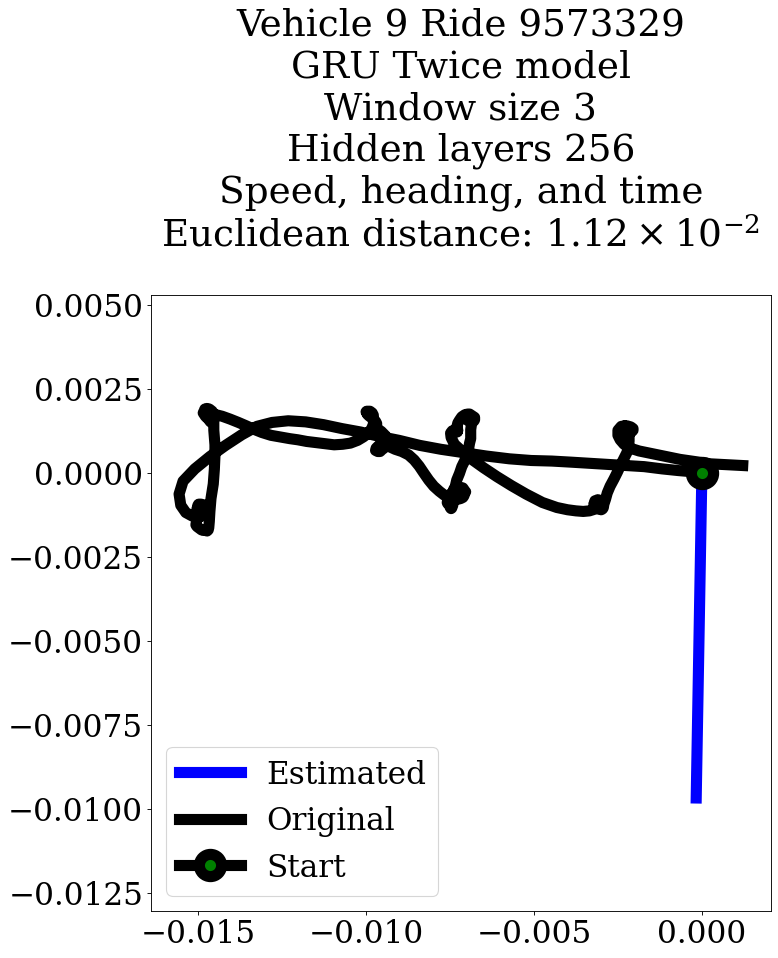 Vehicle 9 Ride 9573329
GRU Twice model
Window size 3
Hidden layers 256
Speed, heading, and time
Euclidean distance: 1.12 × 10⁻²
0.0050
0.0025
0.0000
−0.0025
−0.0050
−0.0075
−0.0100
−0.0125
Estimated
Original
Start
−0.015 −0.010 −0.005 0.000